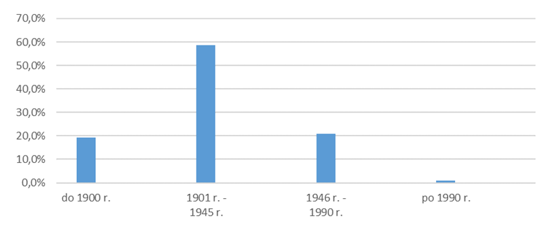 70,0%
60,0%
50,0%
40,0%
30,0%
20,0%
10,0%
0,0%
do 1900 r.
1901 r. -
1945 r.
1946 r. -
1990 r.
po 1990 r.